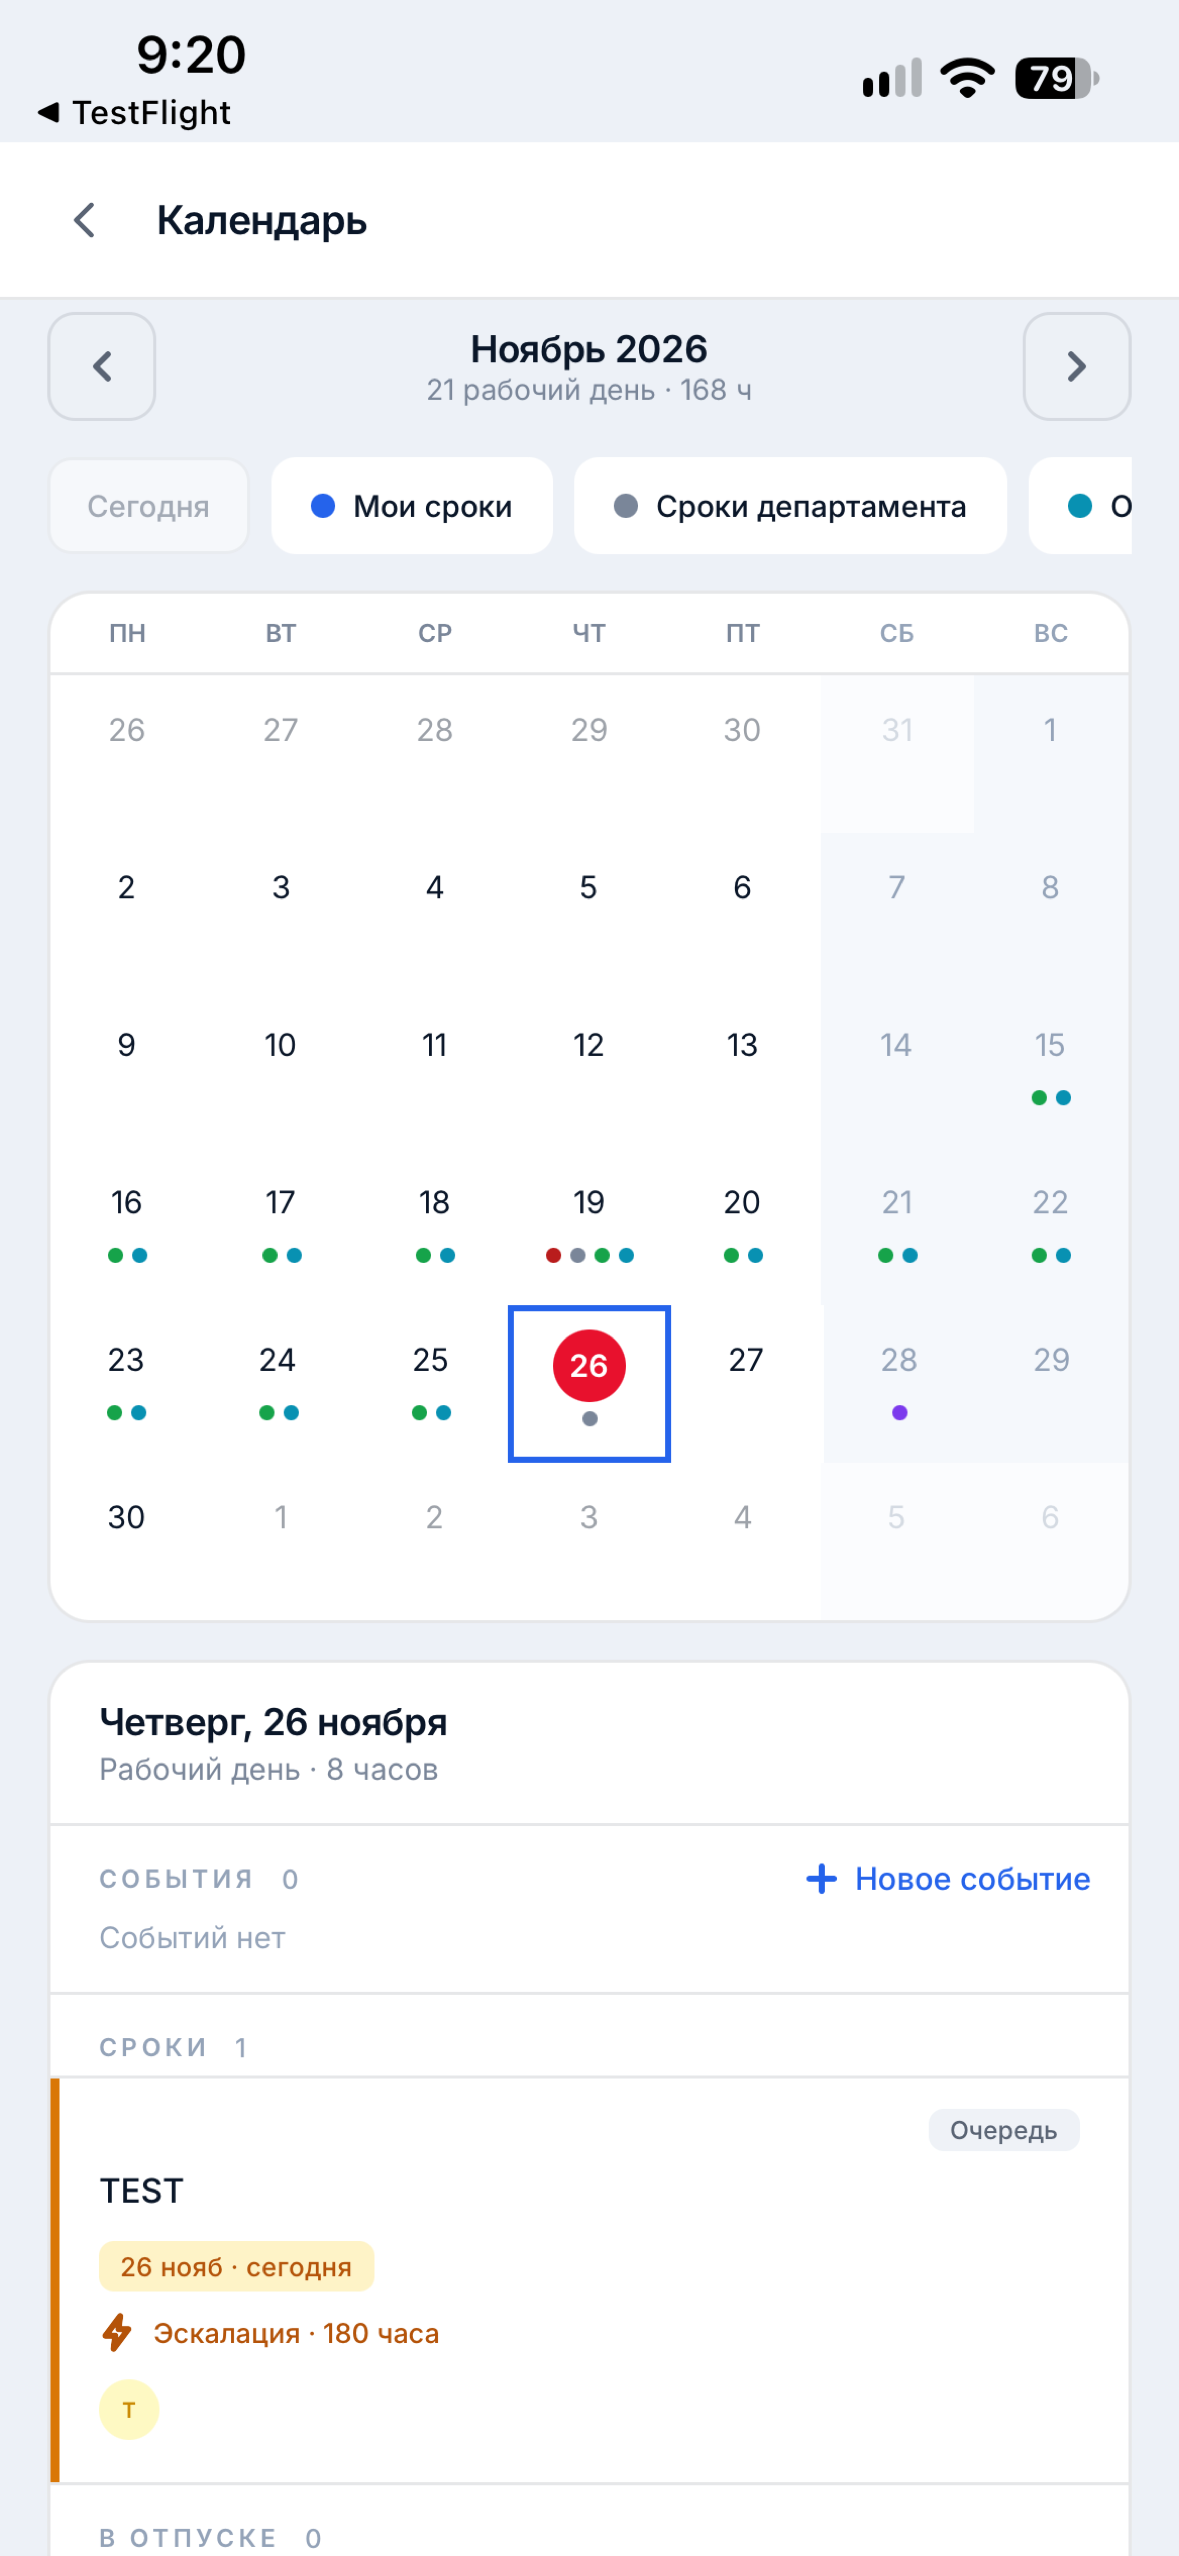 9:20
79
◀ TestFlight
Календарь
Ноябрь 2026
21 рабочий день · 168 ч
Сегодня
Мои сроки
Сроки департамента
О
ПН ВТ СР ЧТ ПТ СБ ВС
26 27 28 29 30 31 1
2 3 4 5 6 7 8
9 10 11 12 13 14 15
16 17 18 19 20 21 22
23 24 25 26 27 28 29
30 1 2 3 4 5 6
Четверг, 26 ноября
Рабочий день · 8 часов
СОБЫТИЯ 0
+ Новое событие
Событий нет
СРОКИ 1
Очередь
TEST
26 нояб · сегодня
Эскалация · 180 часа
Т
В ОТПУСКЕ 0